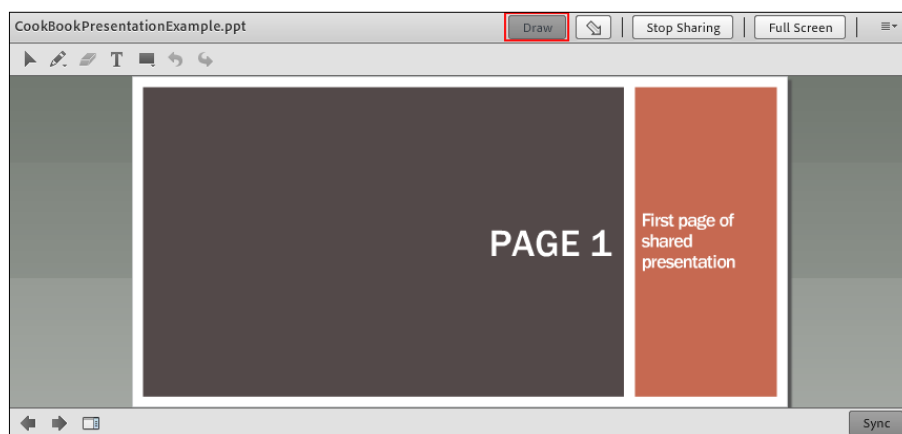 CookBookPresentationExample.ppt
Draw
Stop Sharing
Full Screen
T
PAGE 1
First page of
shared
presentation
Sync